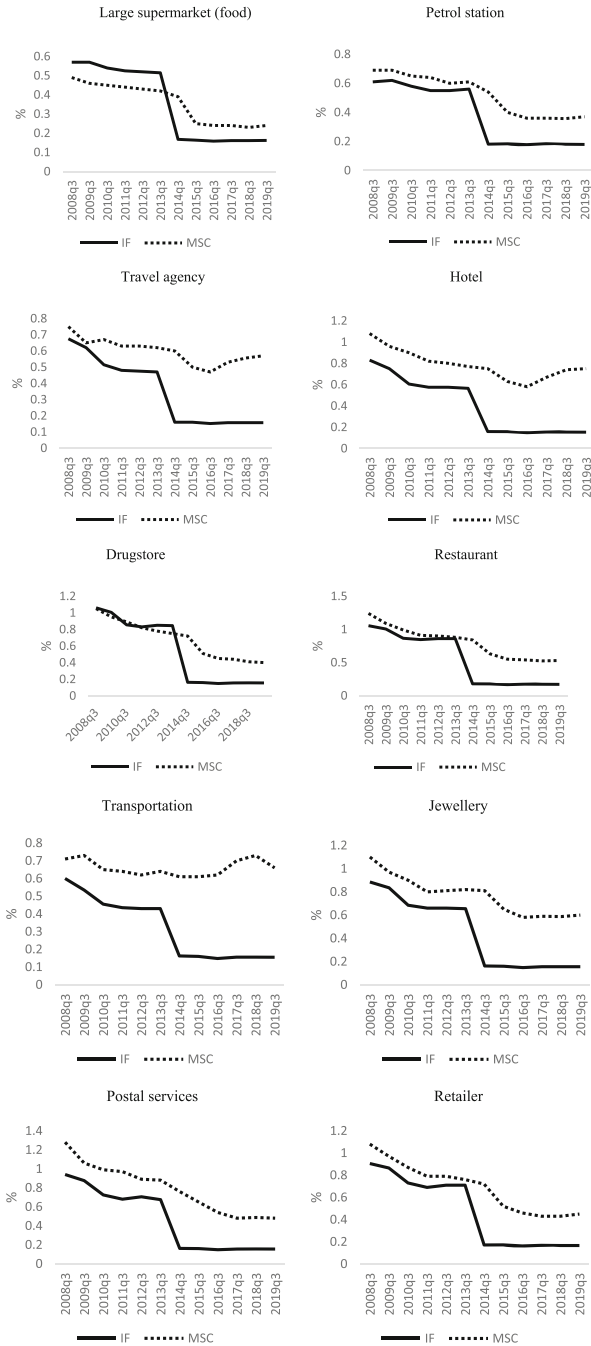 Large supermarket (food)
0.6
0.5
0.4
0.3
0.2
0.1
0
%
2008q3
2009q3
2010q3
2011q3
2012q3
2013q3
2014q3
2015q3
2016q3
2017q3
2018q3
2019q3
IF MSC
Petrol station
0.8
0.6
0.4
0.2
0
%
2008q3
2009q3
2010q3
2011q3
2012q3
2013q3
2014q3
2015q3
2016q3
2017q3
2018q3
2019q3
IF MSC
Travel agency
0.8
0.7
0.6
0.5
0.4
0.3
0.2
0.1
0
%
2008q3
2009q3
2010q3
2011q3
2012q3
2013q3
2014q3
2015q3
2016q3
2017q3
2018q3
2019q3
IF MSC
Hotel
1.2
1
0.8
0.6
0.4
0.2
0
%
2008q3
2009q3
2010q3
2011q3
2012q3
2013q3
2014q3
2015q3
2016q3
2017q3
2018q3
2019q3
IF MSC
Drugstore
1.2
1
0.8
0.6
0.4
0.2
0
%
2008q3
2010q3
2012q3
2014q3
2016q3
2018q3
IF MSC
Restaurant
1.5
1
0.5
0
%
2008q3
2009q3
2010q3
2011q3
2012q3
2013q3
2014q3
2015q3
2016q3
2017q3
2018q3
2019q3
IF MSC
Transportation
0.8
0.7
0.6
0.5
0.4
0.3
0.2
0.1
0
%
2008q3
2009q3
2010q3
2011q3
2012q3
2013q3
2014q3
2015q3
2016q3
2017q3
2018q3
2019q3
IF MSC
Jewellery
1.2
1
0.8
0.6
0.4
0.2
0
%
2008q3
2009q3
2010q3
2011q3
2012q3
2013q3
2014q3
2015q3
2016q3
2017q3
2018q3
2019q3
IF MSC
Postal services
1.4
1.2
1
0.8
0.6
0.4
0.2
0
%
2008q3
2009q3
2010q3
2011q3
2012q3
2013q3
2014q3
2015q3
2016q3
2017q3
2018q3
2019q3
IF MSC
Retailer
1.2
1
0.8
0.6
0.4
0.2
0
%
2008q3
2009q3
2010q3
2011q3
2012q3
2013q3
2014q3
2015q3
2016q3
2017q3
2018q3
2019q3
IF MSC